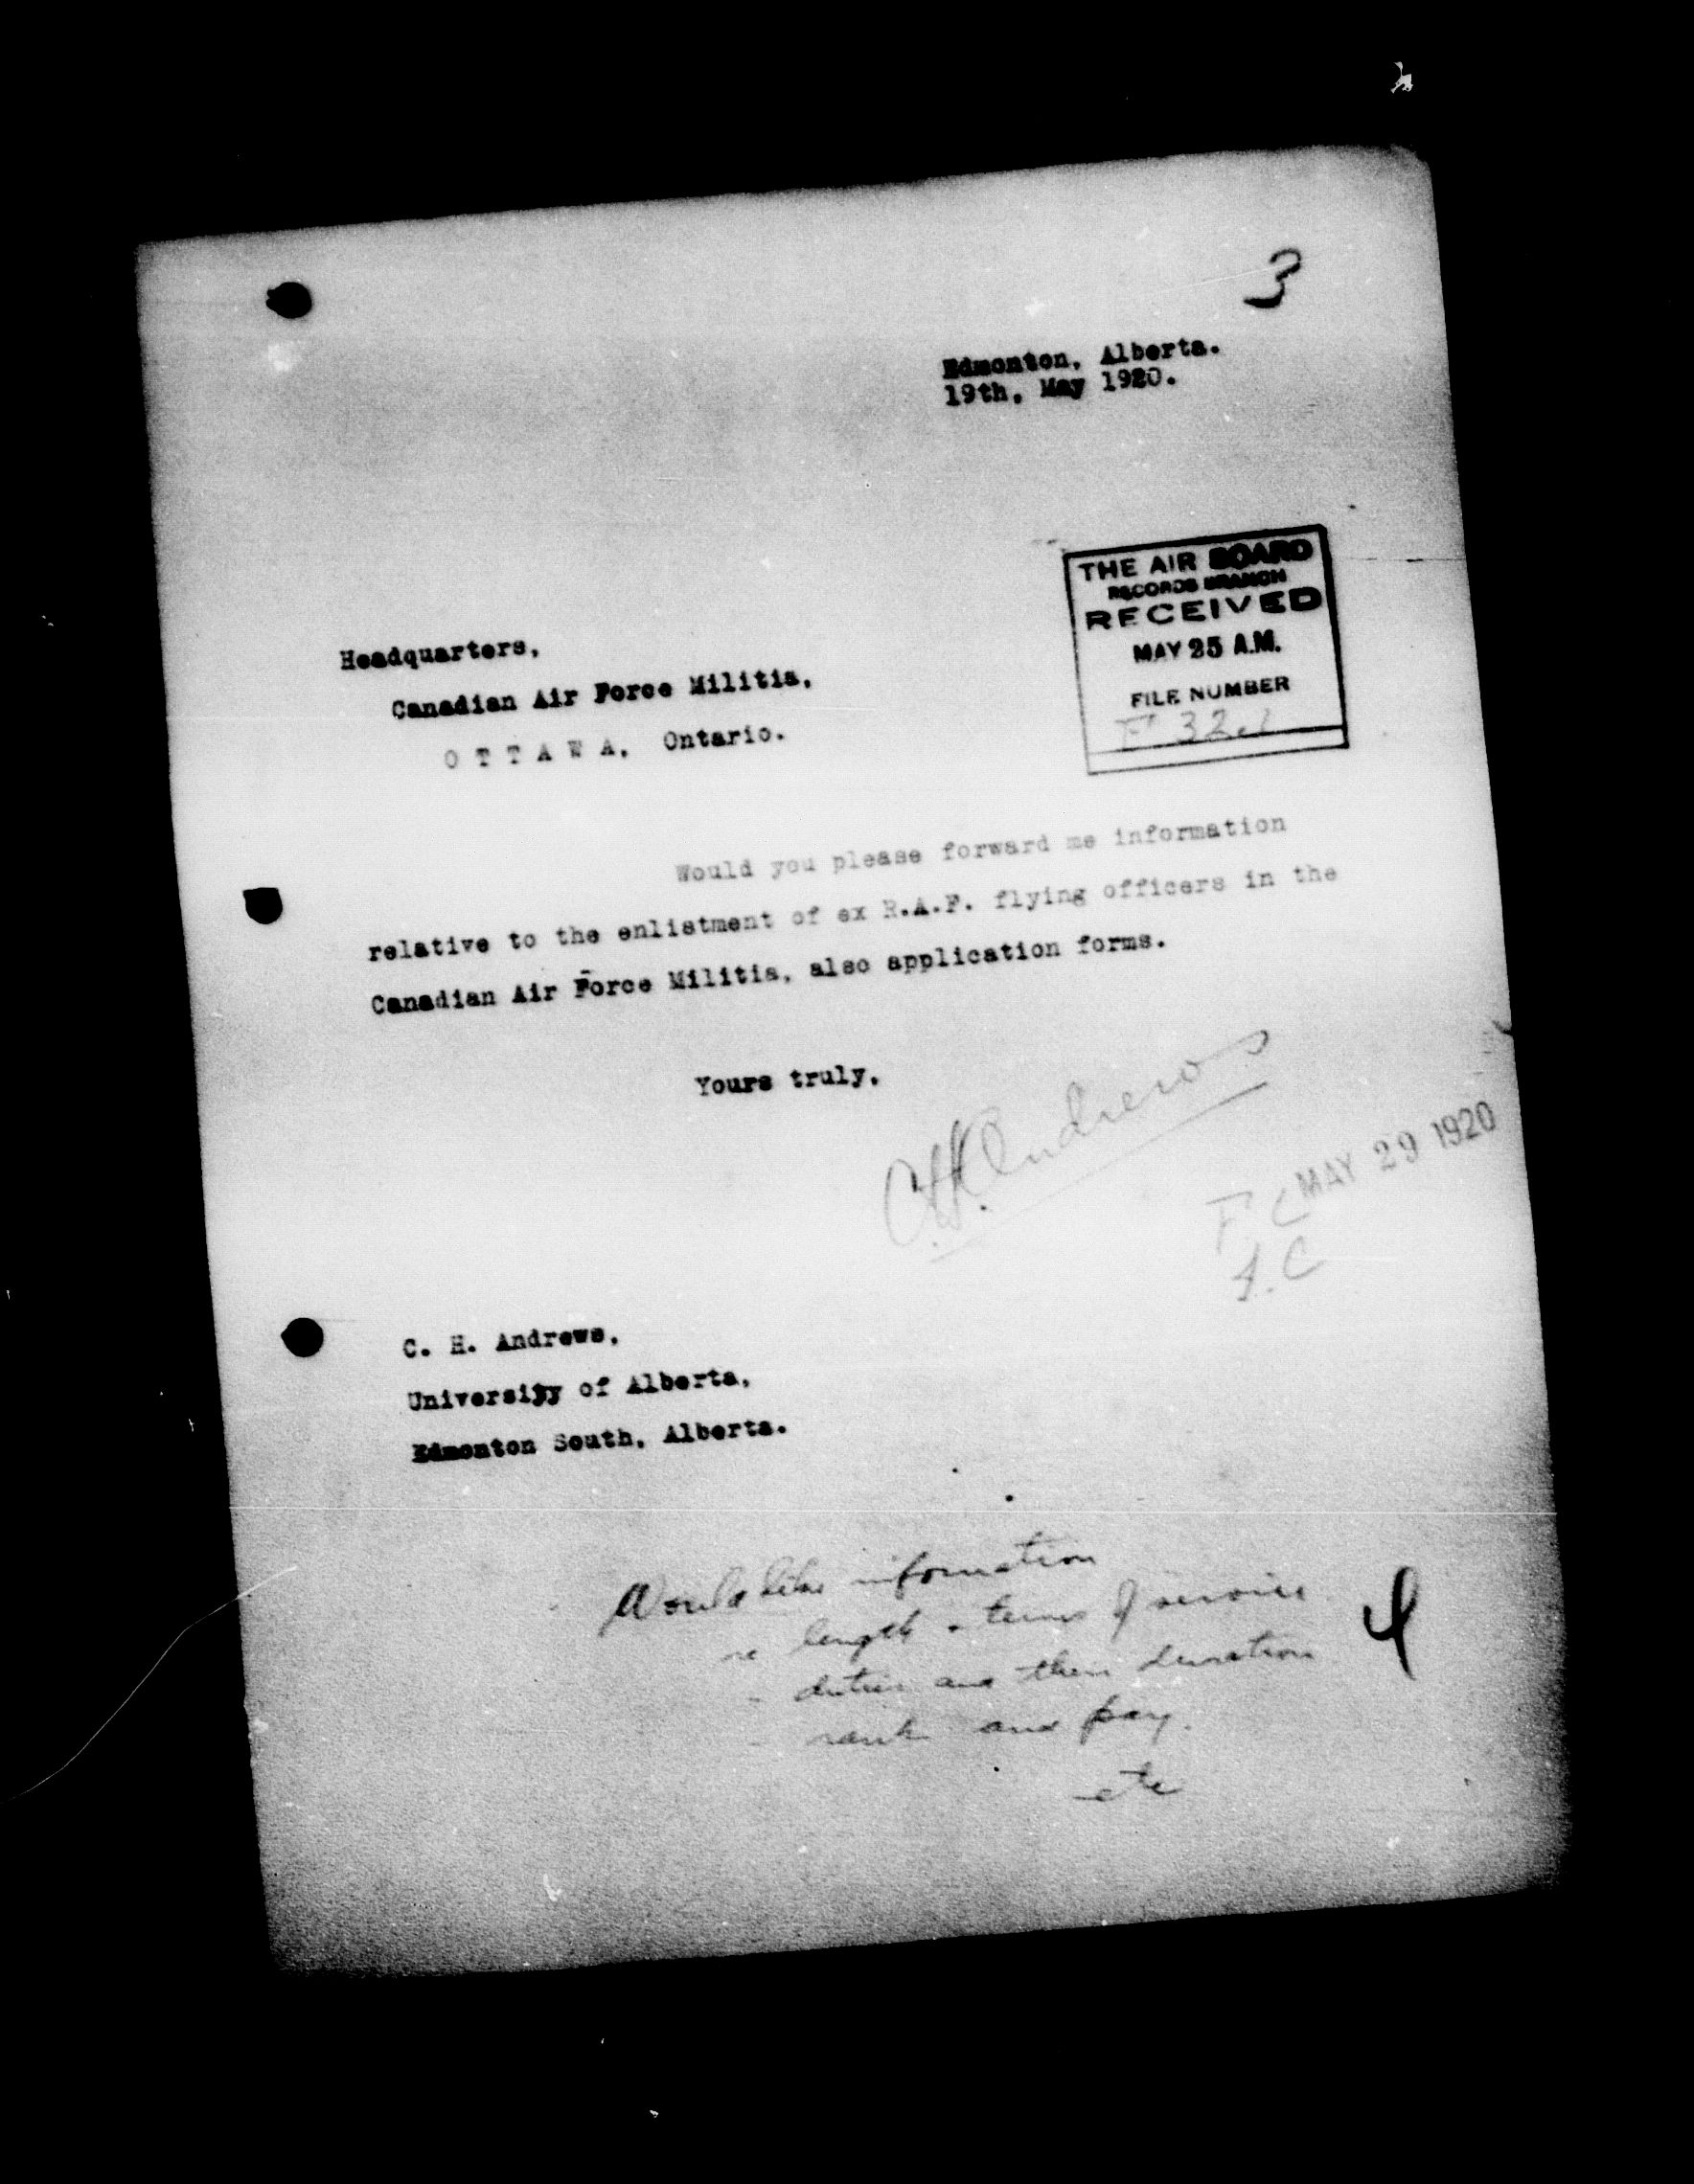 3
Edmonton, Alberta.
19th, May 1920.
THE AIR BOARD
RECORDS BRANCH
RECEIVED
MAY 25 A.M.
FILE NUMBER
F 32.1
Headquarters,
Canadian Air Force Militia,
O T T A W A, Ontario.
Would you please forward me information
relative to the enlistment of ex R.A.F. flying officers in the
Canadian Air Force Militia, also application forms.
Yours truly,
C.H. Andrews
MAY 29 1920
F C
C. H. Andrews,
Universiyy of Alberta,
Edmonton South, Alberta.
Would like information
re length & terms of service
- duties and their duration
- rank and pay.
etc